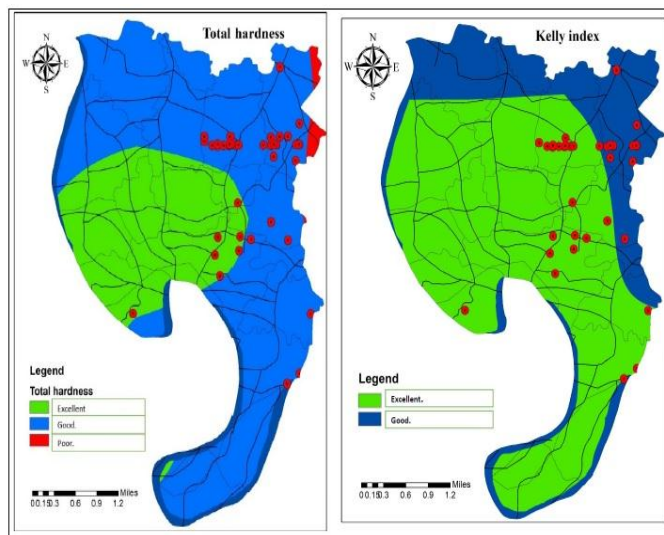 Total hardness
N
W E
S
Legend
Total hardness
Excellent
Good.
Poor.
Miles
0 0.15 0.3 0.6 0.9 1.2
Kelly index
N
W E
S
Legend
Excellent.
Good.
Miles
0 0.15 0.3 0.6 0.9 1.2